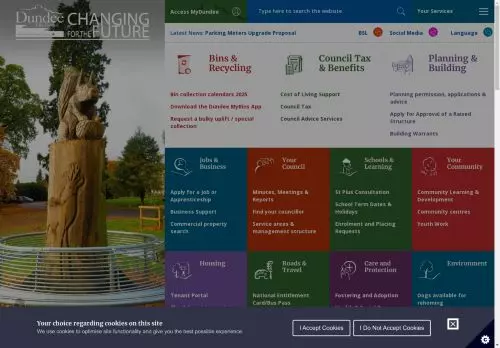 Dundee CHANGING
FOR THE FUTURE
Access MyDundee
Type here to search the website.
Your Services
Latest News: Parking Meters Upgrade Proposal
BSL
Social Media
Language
Bins &
Recycling
Bin collection calendars 2025
Download the Dundee MyBins App
Request a bulky uplift / special
collection
Council Tax
& Benefits
Cost of Living Support
Council Tax
Council Advice Services
Planning &
Building
Planning permission, applications &
advice
Apply for Approval of a Raised
Structure
Building Warrants
Jobs &
Business
Apply for a Job or
Apprenticeship
Business Support
Commercial property
search
Your
Council
Minutes, Meetings &
Reports
Find your councillor
Service areas &
management structure
Schools &
Learning
St Pius Consultation
School Term Dates &
Holidays
Enrolment and Placing
Requests
Your
Community
Community Learning &
Development
Community centres
Youth Work
Housing
Tenant Portal
Roads &
Travel
National Entitlement
Card/Bus Pass
Care and
Protection
Fostering and Adoption
Environment
Dogs available for
rehoming
Your choice regarding cookies on this site
We use cookies to optimise site functionality and give you the best possible experience.
I Accept Cookies
I Do Not Accept Cookies